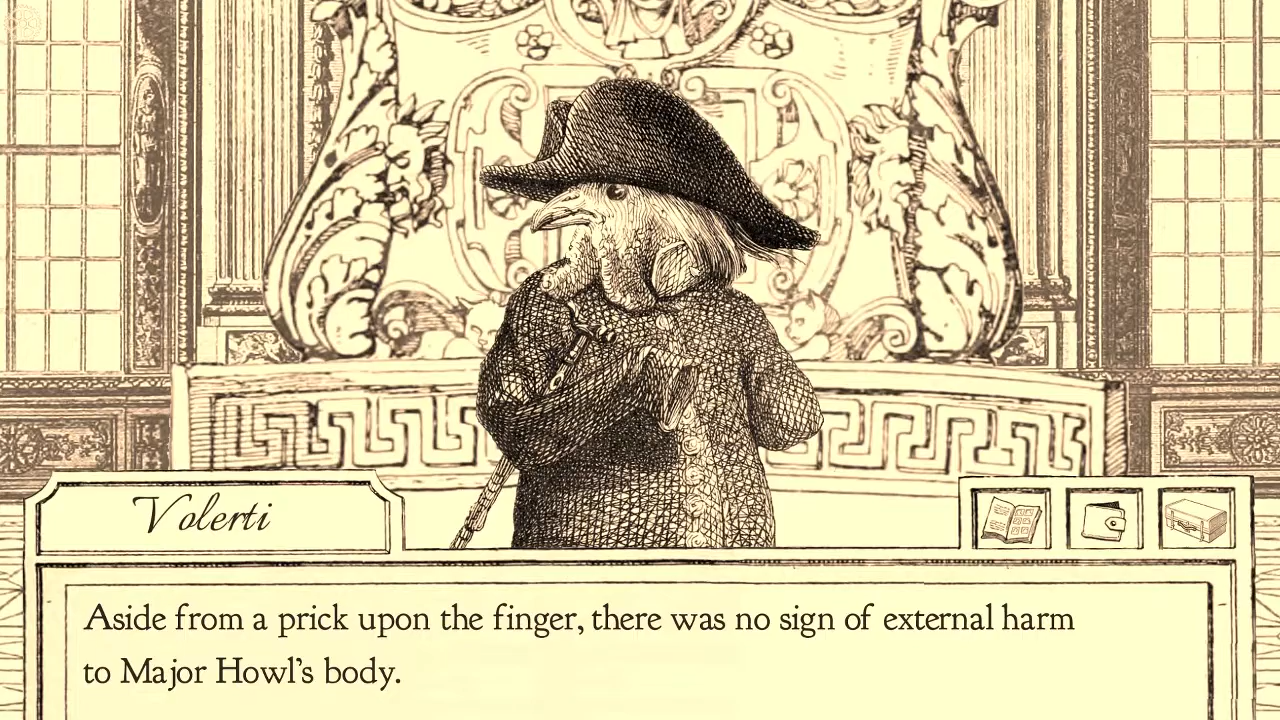 Volerti
Aside from a prick upon the finger, there was no sign of external harm
to Major Howl's body.